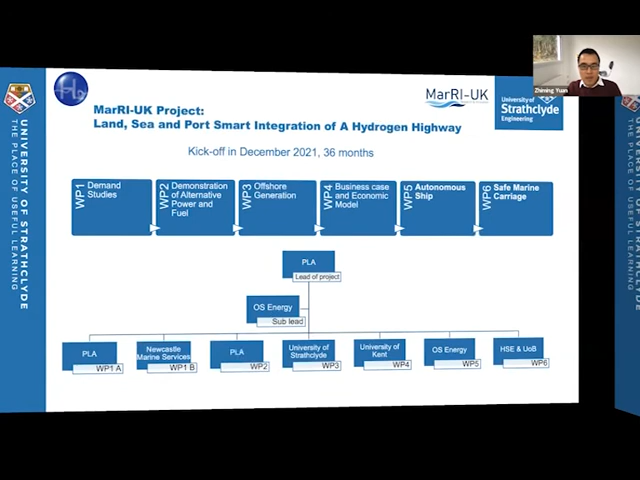 Zhiming Yuan
MarRI-UK
University of
Strathclyde
Engineering
MarRI-UK Project:
Land, Sea and Port Smart Integration of A Hydrogen Highway
Kick-off in December 2021, 36 months
WP1
Demand
Studies
WP2
Demonstration
of Alternative
Power and
Fuel
WP3
Offshore
Generation
WP4
Business case
and Economic
Model
WP5
Autonomous
Ship
WP6
Safe Marine
Carriage
PLA
Lead of project
OS Energy
Sub lead
PLA
WP1 A
Newcastle
Marine Services
WP1 B
PLA
WP2
University of
Strathclyde
WP3
University of
Kent
WP4
OS Energy
WP5
HSE & UoB
WP6
UNIVERSITY OF STRATHCLYDE
THE PLACE OF USEFUL LEARNING